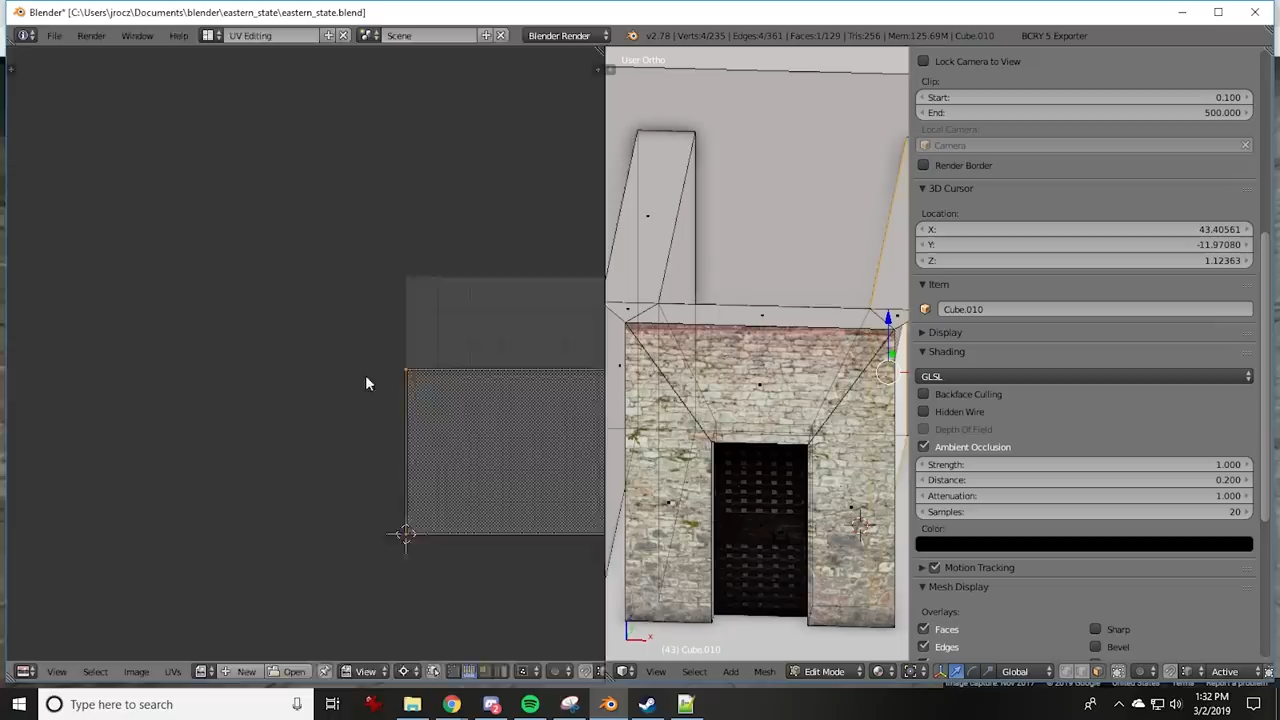 Blender* [C:\Users\jrocz\Documents\blender\eastern_state\eastern_state.blend]
File Render Window Help UV Editing Scene Blender Render v2.78 | Verts:4/235 | Edges:4/361 | Faces:1/129 | Tris:256 | Mem:125.69M | Cube.010 BCRY 5 Exporter
User Ortho
Lock Camera to View
Clip:
Start: 0.100
End: 500.000
Local Camera:
Camera
Render Border
3D Cursor
Location:
X: 43.40561
Y: -11.97080
Z: 1.12363
Item
Cube.010
Display
Shading
GLSL
Backface Culling
Hidden Wire
Depth Of Field
Ambient Occlusion
Strength: 1.000
Distance: 0.200
Attenuation: 1.000
Samples: 20
Color:
Motion Tracking
Mesh Display
Overlays:
Faces Sharp
Edges Bevel
x
(43) Cube.010
View Select Image UVs New Open View
View Select Add Mesh Edit Mode Global Active
Type here to search
1:32 PM
3/2/2019